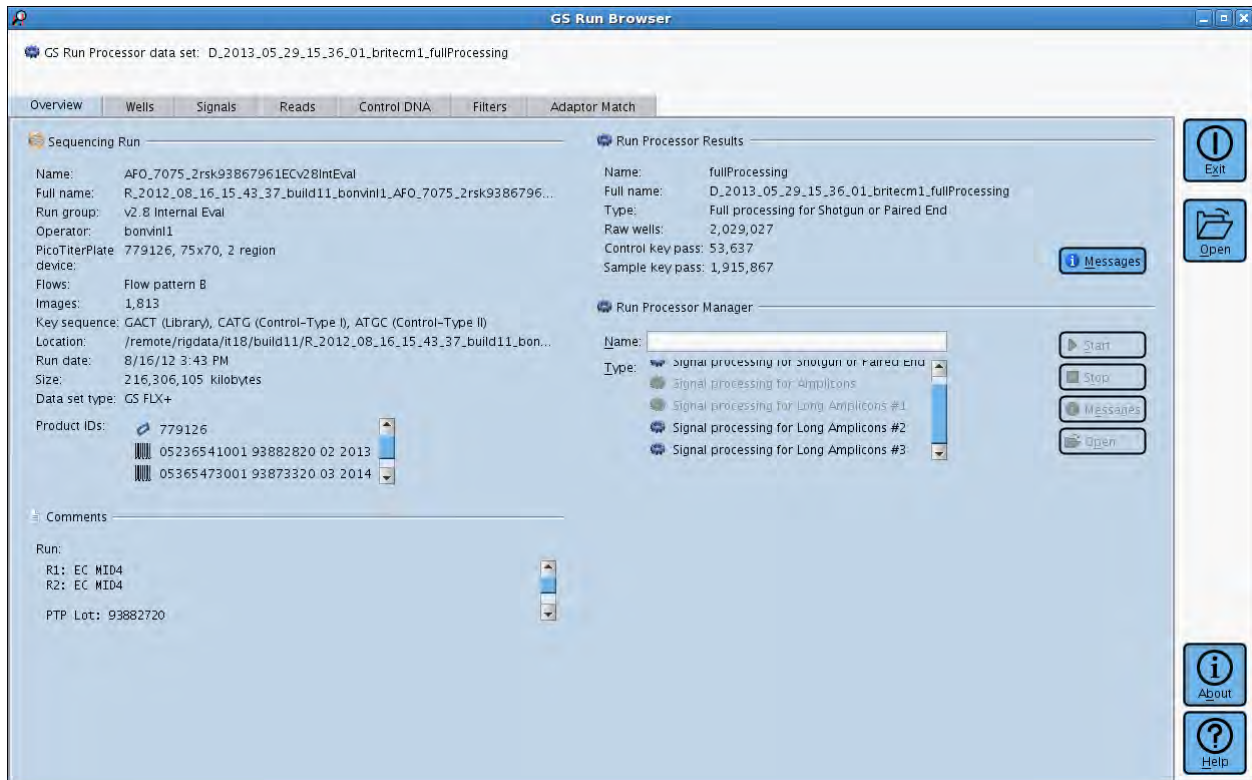 GS Run Browser
GS Run Processor data set: D_2013_05_29_15_36_01_britecm1_fullProcessing
Overview Wells Signals Reads Control DNA Filters Adaptor Match
Sequencing Run
Name: AFO_7075_2rsk93867961ECv28IntEval
Full name: R_2012_08_16_15_43_37_build11_bonvinl1_AFO_7075_2rsk9386796...
Run group: v2.8 Internal Eval
Operator: bonvinl1
PicoTiterPlate device: 779126, 75x70, 2 region
Flows: Flow pattern B
Images: 1,813
Key sequence: GACT (Library), CATG (Control-Type I), ATGC (Control-Type II)
Location: /remote/rigdata/it18/build11/R_2012_08_16_15_43_37_build11_bon...
Run date: 8/16/12 3:43 PM
Size: 216,306,105 kilobytes
Data set type: GS FLX+
Product IDs: 779126
05236541001 93882820 02 2013
05365473001 93873320 03 2014
Comments
Run:
R1: EC MID4
R2: EC MID4
PTP Lot: 93882720
Run Processor Results
Name: fullProcessing
Full name: D_2013_05_29_15_36_01_britecm1_fullProcessing
Type: Full processing for Shotgun or Paired End
Raw wells: 2,029,027
Control key pass: 53,637
Sample key pass: 1,915,867
Messages
Run Processor Manager
Name:
Type: Signal processing for Shotgun or Paired End
Signal processing for Amplicons
Signal processing for Long Amplicons #1
Signal processing for Long Amplicons #2
Signal processing for Long Amplicons #3
Start
Stop
Messages
Open
Exit
Open
About
Help